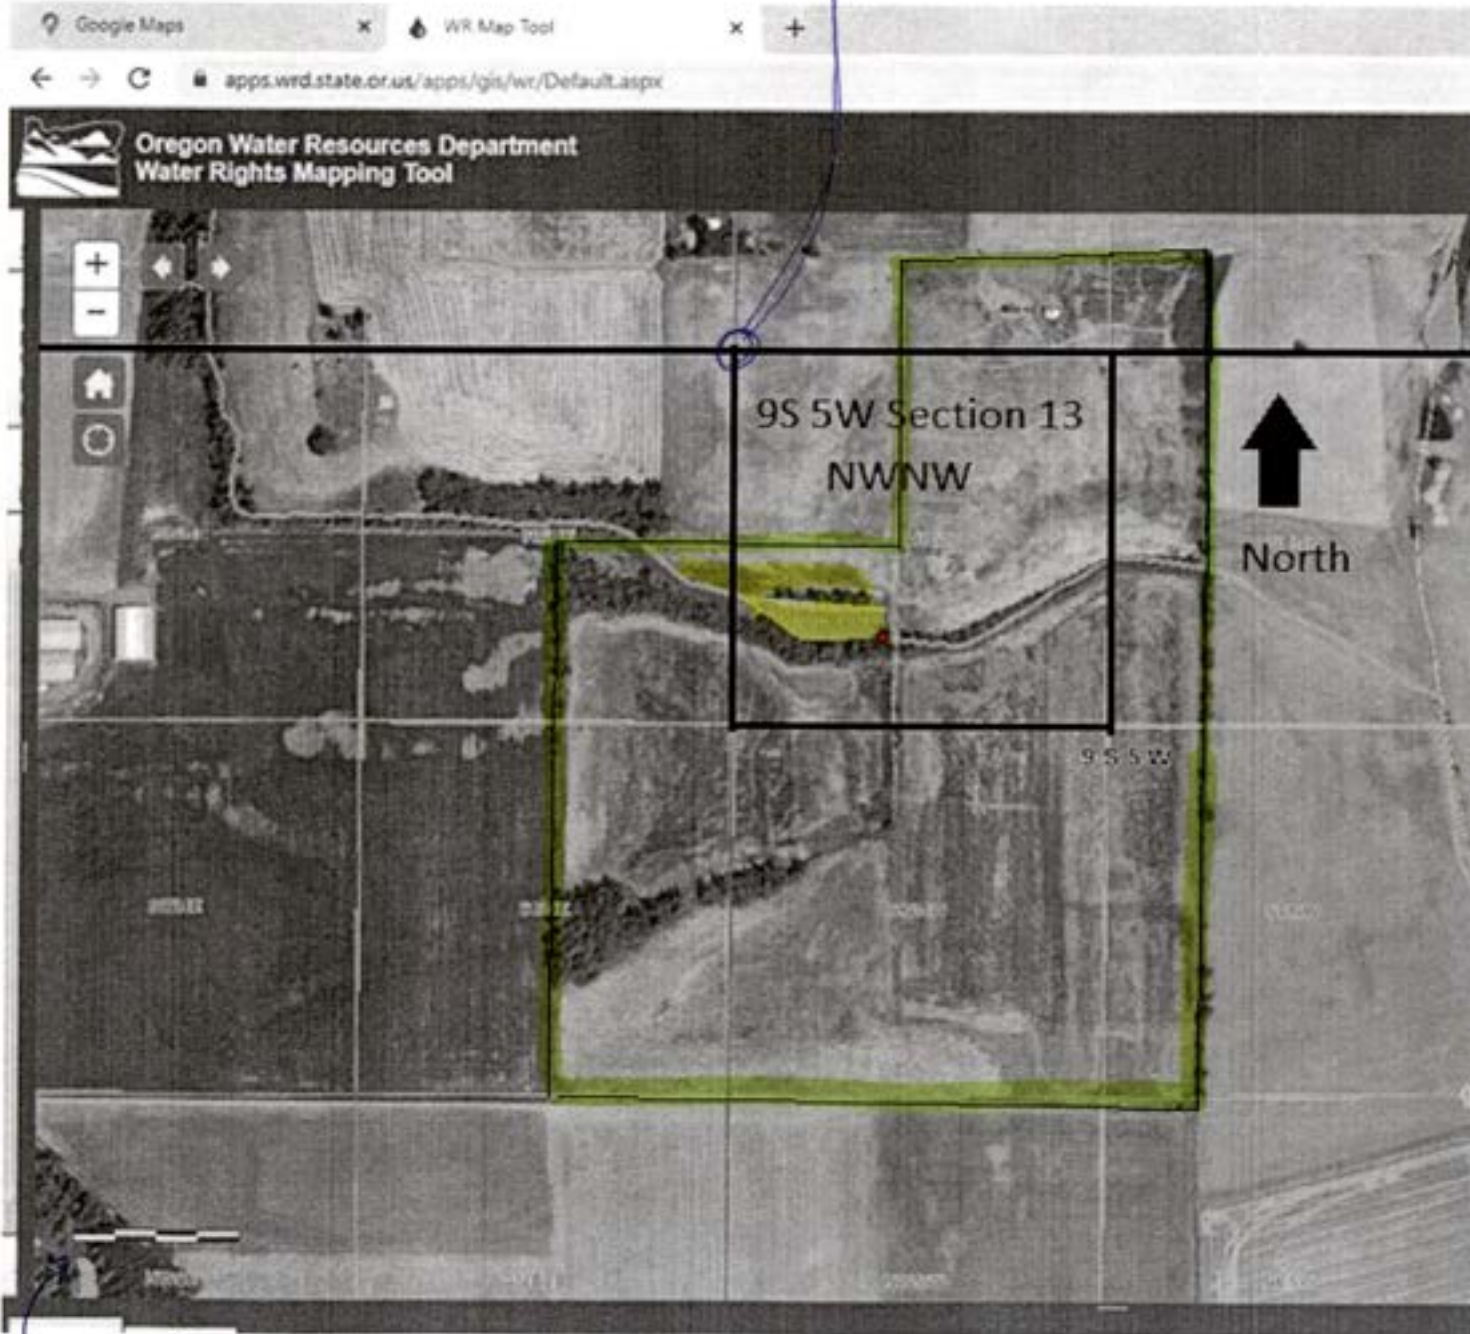 Google Maps
WR Map Tool
apps.wrd.state.or.us/apps/gis/wr/Default.aspx
Oregon Water Resources Department
Water Rights Mapping Tool
+
−
9S 5W Section 13
NWNW
North
9 S 5 W